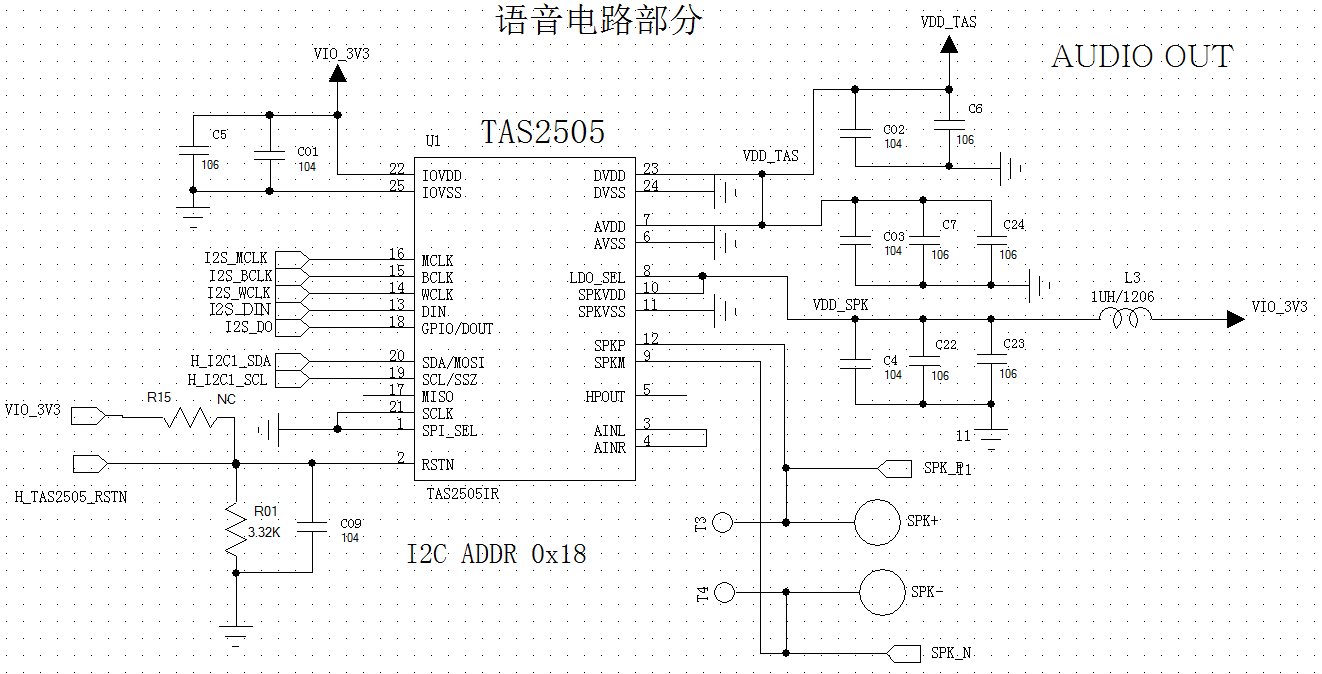 语音电路部分
VDD_TAS
AUDIO OUT
VIO_3V3
C5
106
C01
104
U1
TAS2505
C02
104
C6
106
VDD_TAS
22
IOVDD
25
IOVSS
DVDD
23
DVSS
24
AVDD
7
AVSS
6
C03
104
C7
106
C24
106
I2S_MCLK
16
MCLK
I2S_BCLK
15
BCLK
I2S_WCLK
14
WCLK
I2S_DIN
13
DIN
I2S_DO
18
GPIO/DOUT
LDO_SEL
8
SPKVDD
10
SPKVSS
11
VDD_SPK
L3
1UH/1206
VIO_3V3
SPKP
12
SPKM
9
C4
104
C22
106
C23
106
H_I2C1_SDA
20
SDA/MOSI
H_I2C1_SCL
19
SCL/SSZ
17
MISO
21
SCLK
1
SPI_SEL
HPOUT
5
AINL
3
AINR
4
11
VIO_3V3
R15
NC
2
RSTN
H_TAS2505_RSTN
TAS2505IR
SPK_P
T1
R01
3.32K
C09
104
I2C ADDR 0x18
T3
SPK+
T4
SPK-
SPK_N